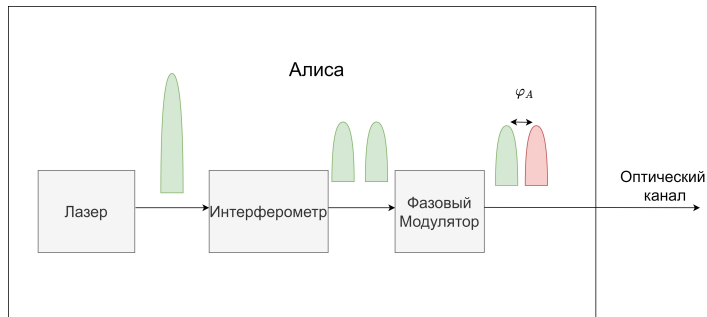 Алиса
φ_A
Лазер
Интерферометр
Фазовый
Модулятор
Оптический
канал